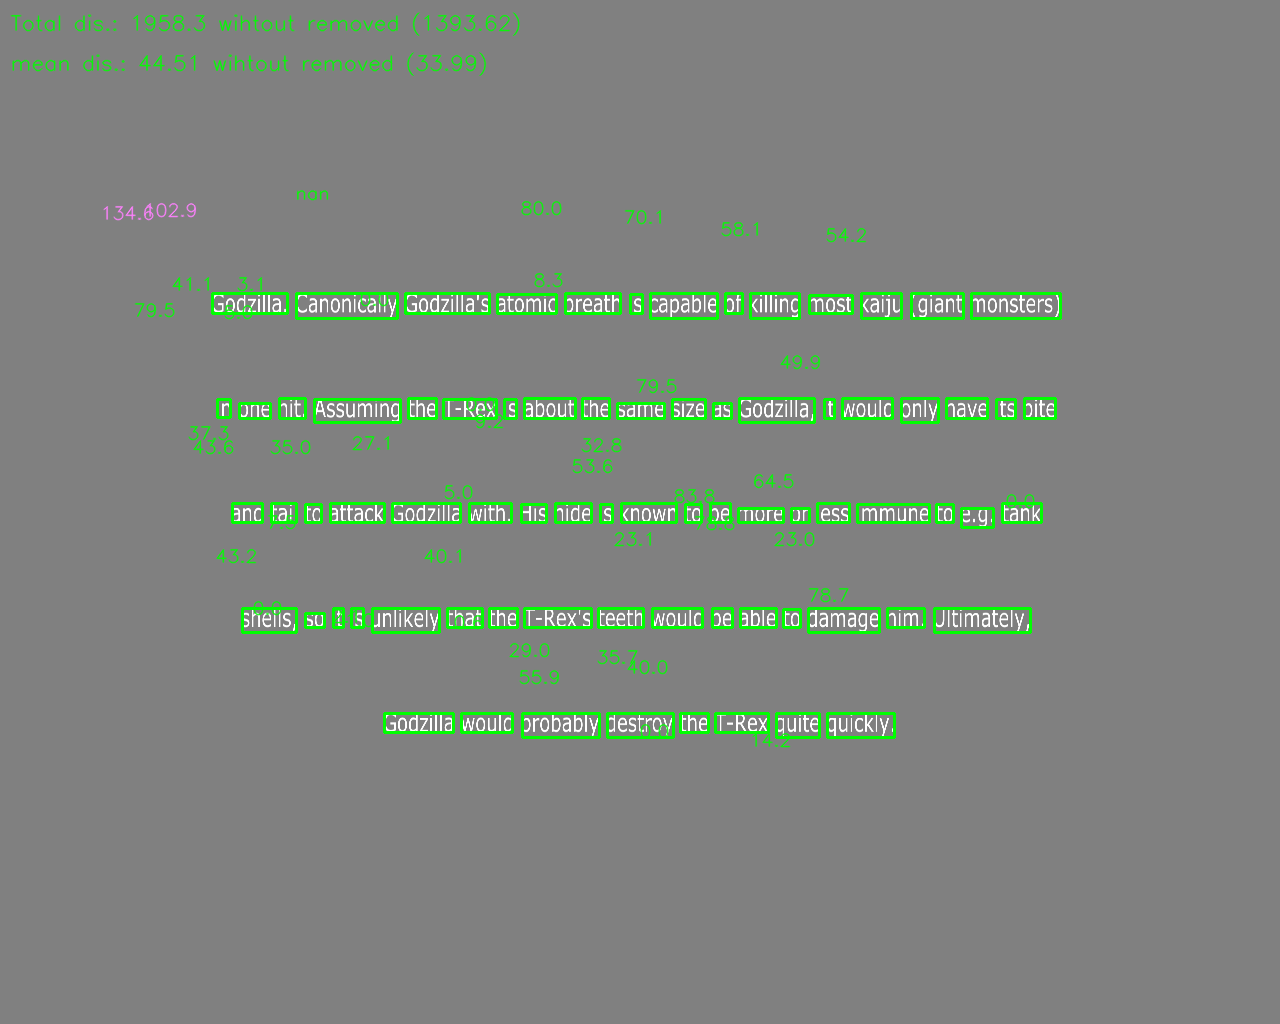 Total dis.: 1958.3 wihtout removed (1393.62)
mean dis.: 44.51 wihtout removed (33.99)
nan
134.6 102.9 80.0 70.1 58.1 54.2
41.1 3.1 8.3
79.5
Godzilla. Canonically Godzilla's atomic breath is capable of killing most kaiju (giant monsters)
49.9
79.5
in one hit. Assuming the T-Rex is about the same size as Godzilla, it would only have its bite
9.2
37.3 43.6 35.0 27.1 32.8
53.6
5.0 83.8 64.5 0.0
and tail to attack Godzilla with. His hide is known to be more or less immune to e.g. tank
23.1 23.0
43.2 40.1
78.7
shells, so it is unlikely that the T-Rex's teeth would be able to damage him. Ultimately,
29.0 35.7 40.0
55.9
Godzilla would probably destroy the T-Rex quite quickly.
14.2